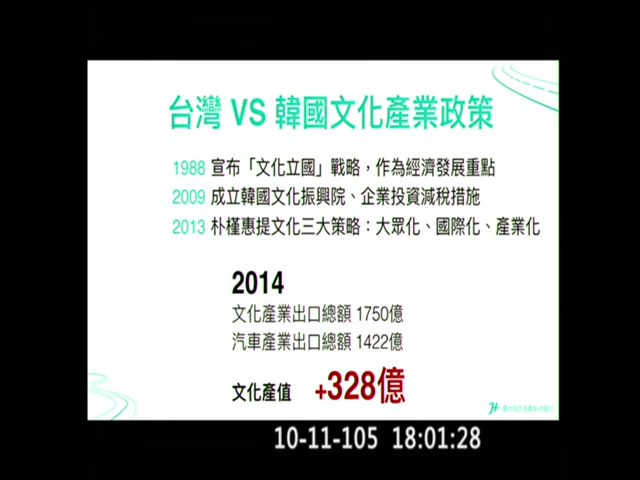 台灣 VS 韓國文化產業政策
1988 宣布「文化立國」戰略，作為經濟發展重點
2009 成立韓國文化振興院、企業投資減稅措施
2013 朴槿惠提文化三大策略：大眾化、國際化、產業化
2014
文化產業出口總額 1750億
汽車產業出口總額 1422億
文化產值 +328億
10-11-105 18:01:28